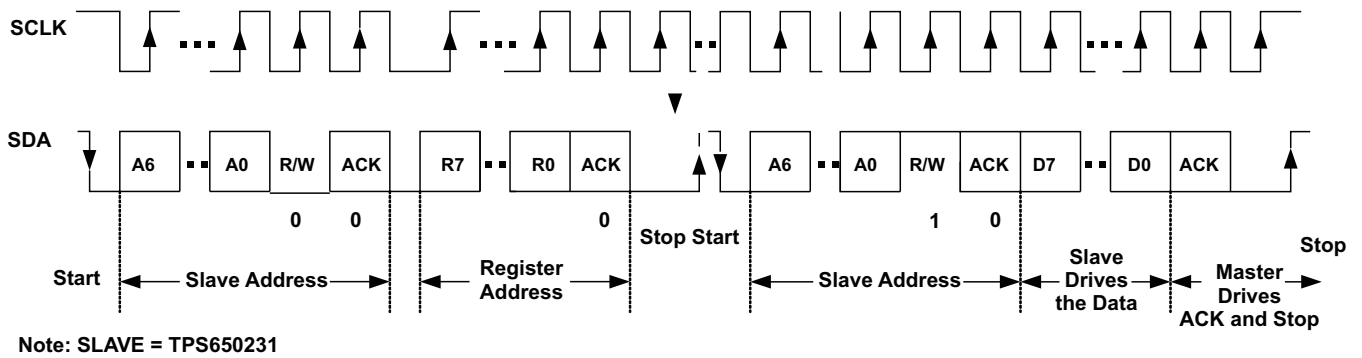 SCLK
SDA
A6 A0 R/W ACK R7 R0 ACK A6 A0 R/W ACK D7 D0 ACK
0 0 0 1 0
Stop Start
Start
Slave Address
Register
Address
Slave Address
Slave
Drives
the Data
Master
Drives
ACK and Stop
Stop
Note: SLAVE = TPS650231